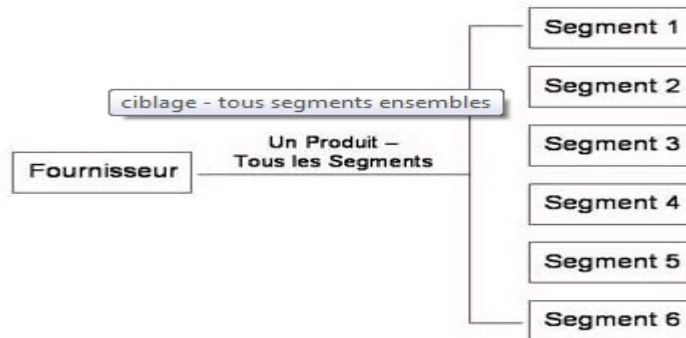 Segment 1
Segment 2
ciblage - tous segments ensembles
Un Produit –
Tous les Segments
Fournisseur
Segment 3
Segment 4
Segment 5
Segment 6